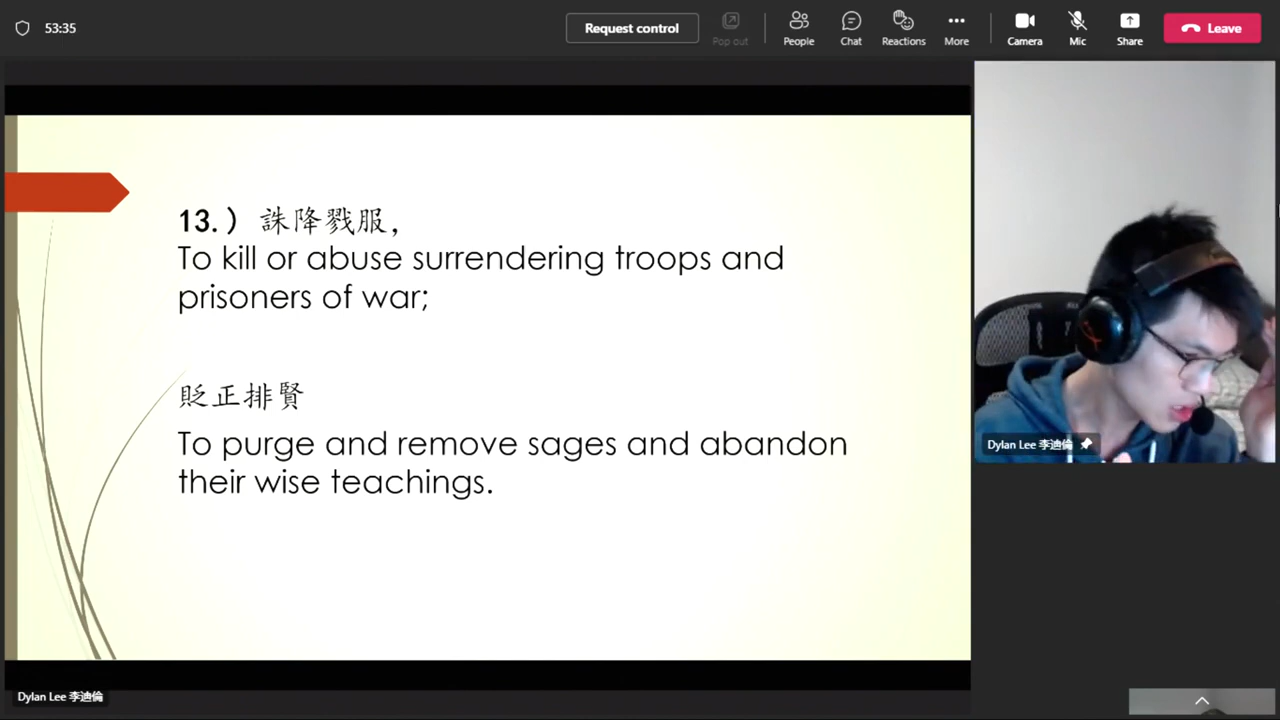 53:35
Request control
Pop out
People
Chat
Reactions
More
Camera
Mic
Share
Leave
13.) 誅降戮服,
To kill or abuse surrendering troops and
prisoners of war;
貶正排賢
To purge and remove sages and abandon
their wise teachings.
Dylan Lee 李迪倫
Dylan Lee 李迪倫